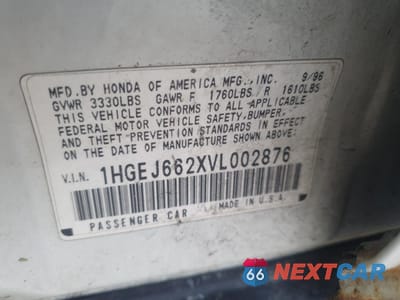 MFD. BY HONDA OF AMERICA MFG., INC. 9/96
GVWR 3330LBS GAWR F 1760LBS R 1610LBS
THIS VEHICLE CONFORMS TO ALL APPLICABLE
FEDERAL MOTOR VEHICLE SAFETY,BUMPER,
AND THEFT PREVENTION STANDARDS IN EFFECT
ON THE DATE OF MANUFACTURE SHOWN ABOVE.
V.I.N. 1HGEJ662XVL002876
PASSENGER CAR MADE IN U.S.A.
66 NEXTCAR